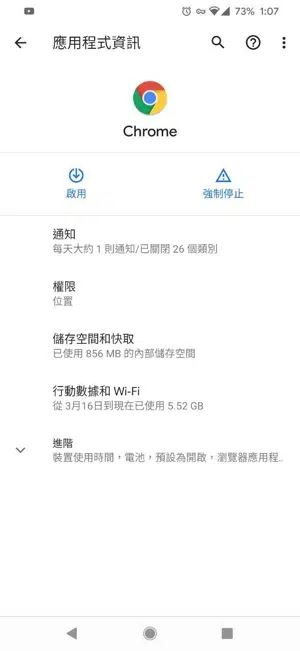 73% 1:07
應用程式資訊
Chrome
啟用
強制停止
通知
每天大約 1 則通知/已關閉 26 個類別
權限
位置
儲存空間和快取
已使用 856 MB 的內部儲存空間
行動數據和 Wi-Fi
從 3月16日到現在已使用 5.52 GB
進階
裝置使用時間，電池，預設為開啟，瀏覽器應用程..